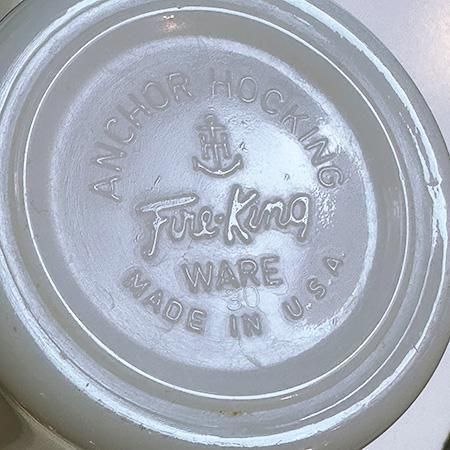 ANCHOR HOCKING
Fire-King
WARE
30
MADE IN U.S.A.